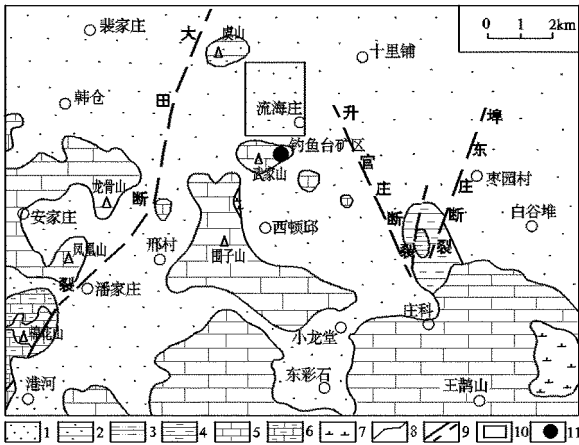 裴家庄
大田断裂
虞山
0 1 2km
十里铺
韩仓
流海庄
升官庄断裂
埠东庄断裂
钓鱼台矿区
武家山
枣园村
龙骨山
安家庄
白谷堆
西顿邱
邢村
围子山
凤凰山
潘家庄
庄科
棉花山
小龙堂
东彩石
王鹊山
港河
1 2 3 4 5 6 7 8 9 10 11